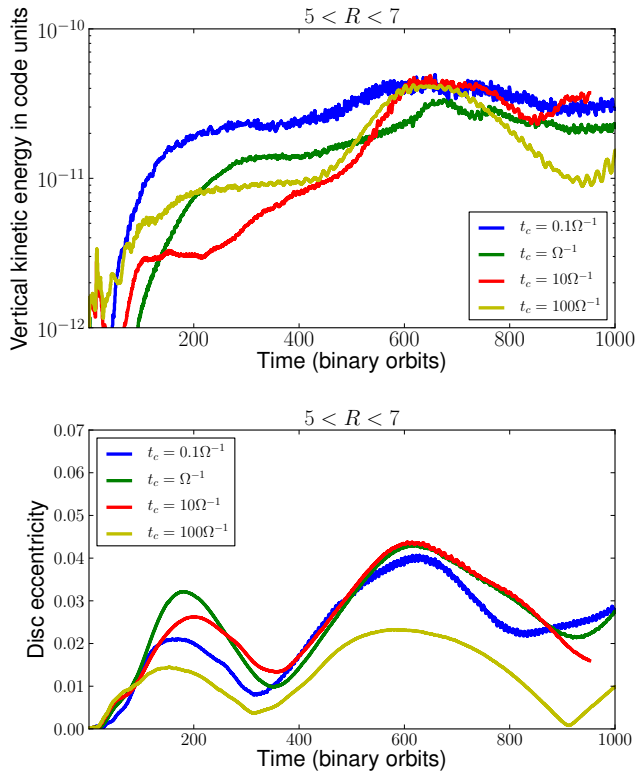 5 < R < 7
Vertical kinetic energy in code units
10⁻¹⁰
10⁻¹¹
10⁻¹²
t_c = 0.1Ω⁻¹
t_c = Ω⁻¹
t_c = 10Ω⁻¹
t_c = 100Ω⁻¹
200 400 600 800 1000
Time (binary orbits)
5 < R < 7
Disc eccentricity
0.07
0.06
0.05
0.04
0.03
0.02
0.01
0.00
t_c = 0.1Ω⁻¹
t_c = Ω⁻¹
t_c = 10Ω⁻¹
t_c = 100Ω⁻¹
200 400 600 800 1000
Time (binary orbits)